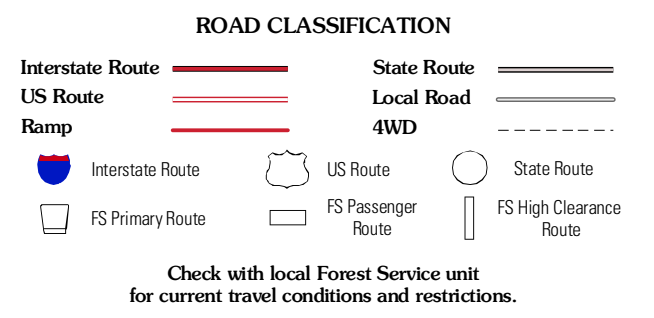 ROAD CLASSIFICATION
Interstate Route
State Route
US Route
Local Road
Ramp
4WD
Interstate Route
US Route
State Route
FS Primary Route
FS Passenger
Route
FS High Clearance
Route
Check with local Forest Service unit
for current travel conditions and restrictions.